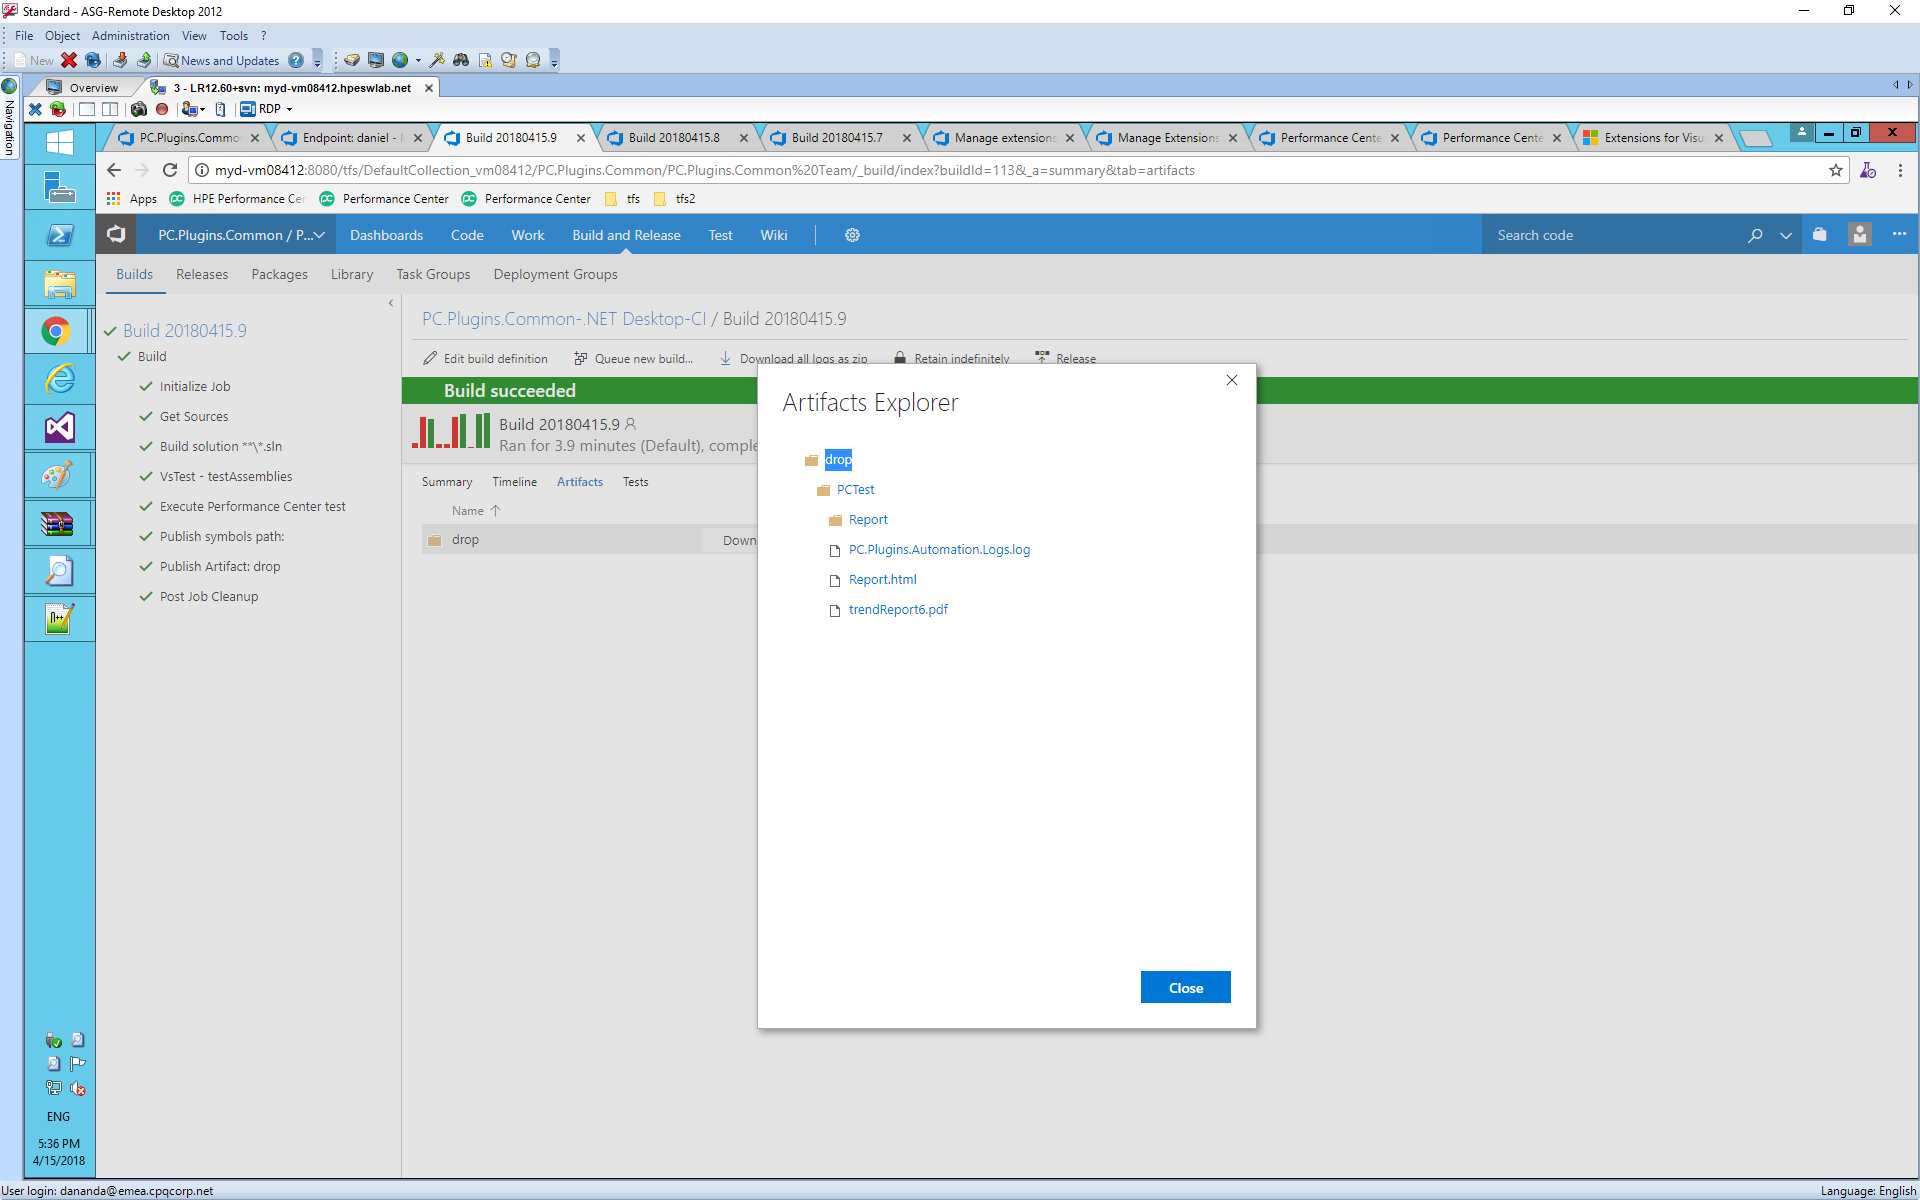 Standard - ASG-Remote Desktop 2012
File Object Administration View Tools ?
New News and Updates
Overview 3 - LR12.60+svn: myd-vm08412.hpeswlab.net
RDP
Navigation
PC.Plugins.Commo Endpoint: daniel - Build 20180415.9 Build 20180415.8 Build 20180415.7 Manage extensions Manage Extensions Performance Cente Performance Cente Extensions for Visu
myd-vm08412:8080/tfs/DefaultCollection_vm08412/PC.Plugins.Common/PC.Plugins.Common%20Team/_build/index?buildId=113&_a=summary&tab=artifacts
Apps HPE Performance Ce Performance Center Performance Center tfs tfs2
PC.Plugins.Common / P... Dashboards Code Work Build and Release Test Wiki Search code
Builds Releases Packages Library Task Groups Deployment Groups
Build 20180415.9
Build
Initialize Job
Get Sources
Build solution **\*.sln
VsTest - testAssemblies
Execute Performance Center test
Publish symbols path:
Publish Artifact: drop
Post Job Cleanup
PC.Plugins.Common-.NET Desktop-CI / Build 20180415.9
Edit build definition Queue new build... Download all logs as zip Retain indefinitely Release
Build succeeded
Build 20180415.9
Ran for 3.9 minutes (Default), comple
Summary Timeline Artifacts Tests
Name
drop Down
Artifacts Explorer
drop
PCTest
Report
PC.Plugins.Automation.Logs.log
Report.html
trendReport6.pdf
Close
ENG
5:36 PM
4/15/2018
User login: dananda@emea.cpqcorp.net Language: English